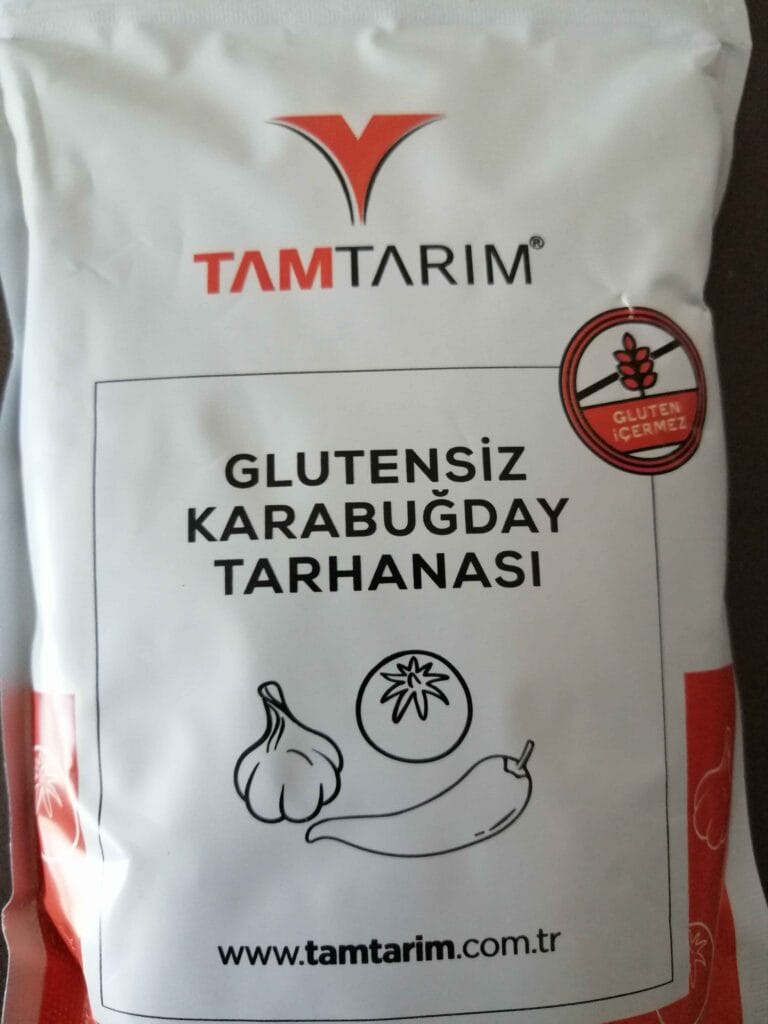 TAMTARIM®
GLUTEN
İÇERMEZ
GLUTENSİZ
KARABUĞDAY
TARHANASI
www.tamtarim.com.tr